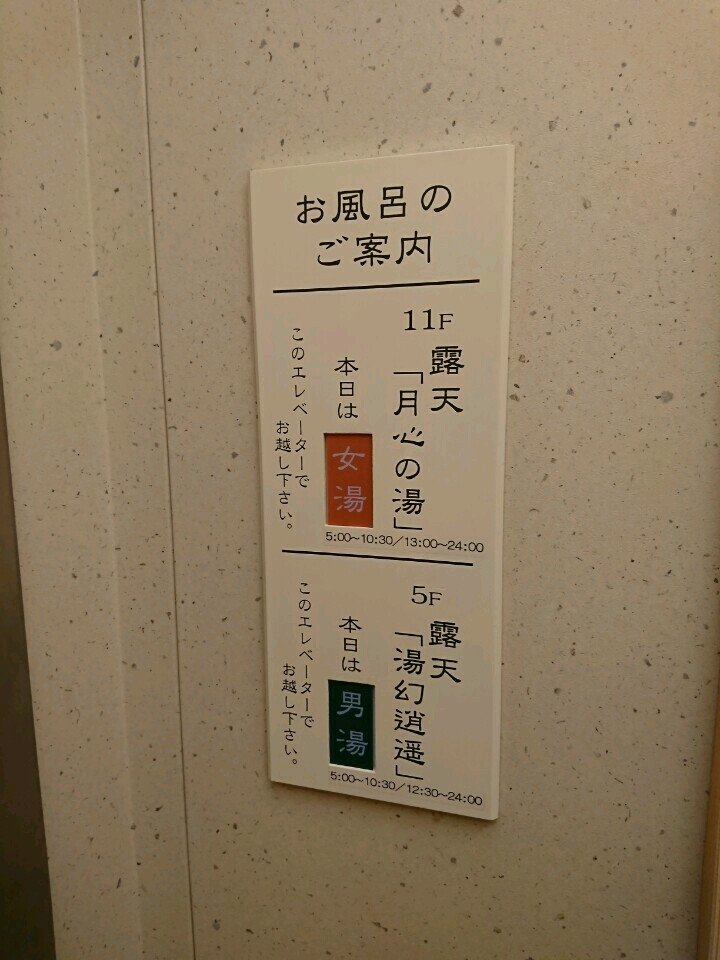 お風呂の
ご案内
11F
露天
「月心の湯」
本日は
女湯
このエレベーターで
お越し下さい。
5:00～10:30／13:00～24:00
5F
露天
「湯幻逍遥」
本日は
男湯
このエレベーターで
お越し下さい。
5:00～10:30／12:30～24:00